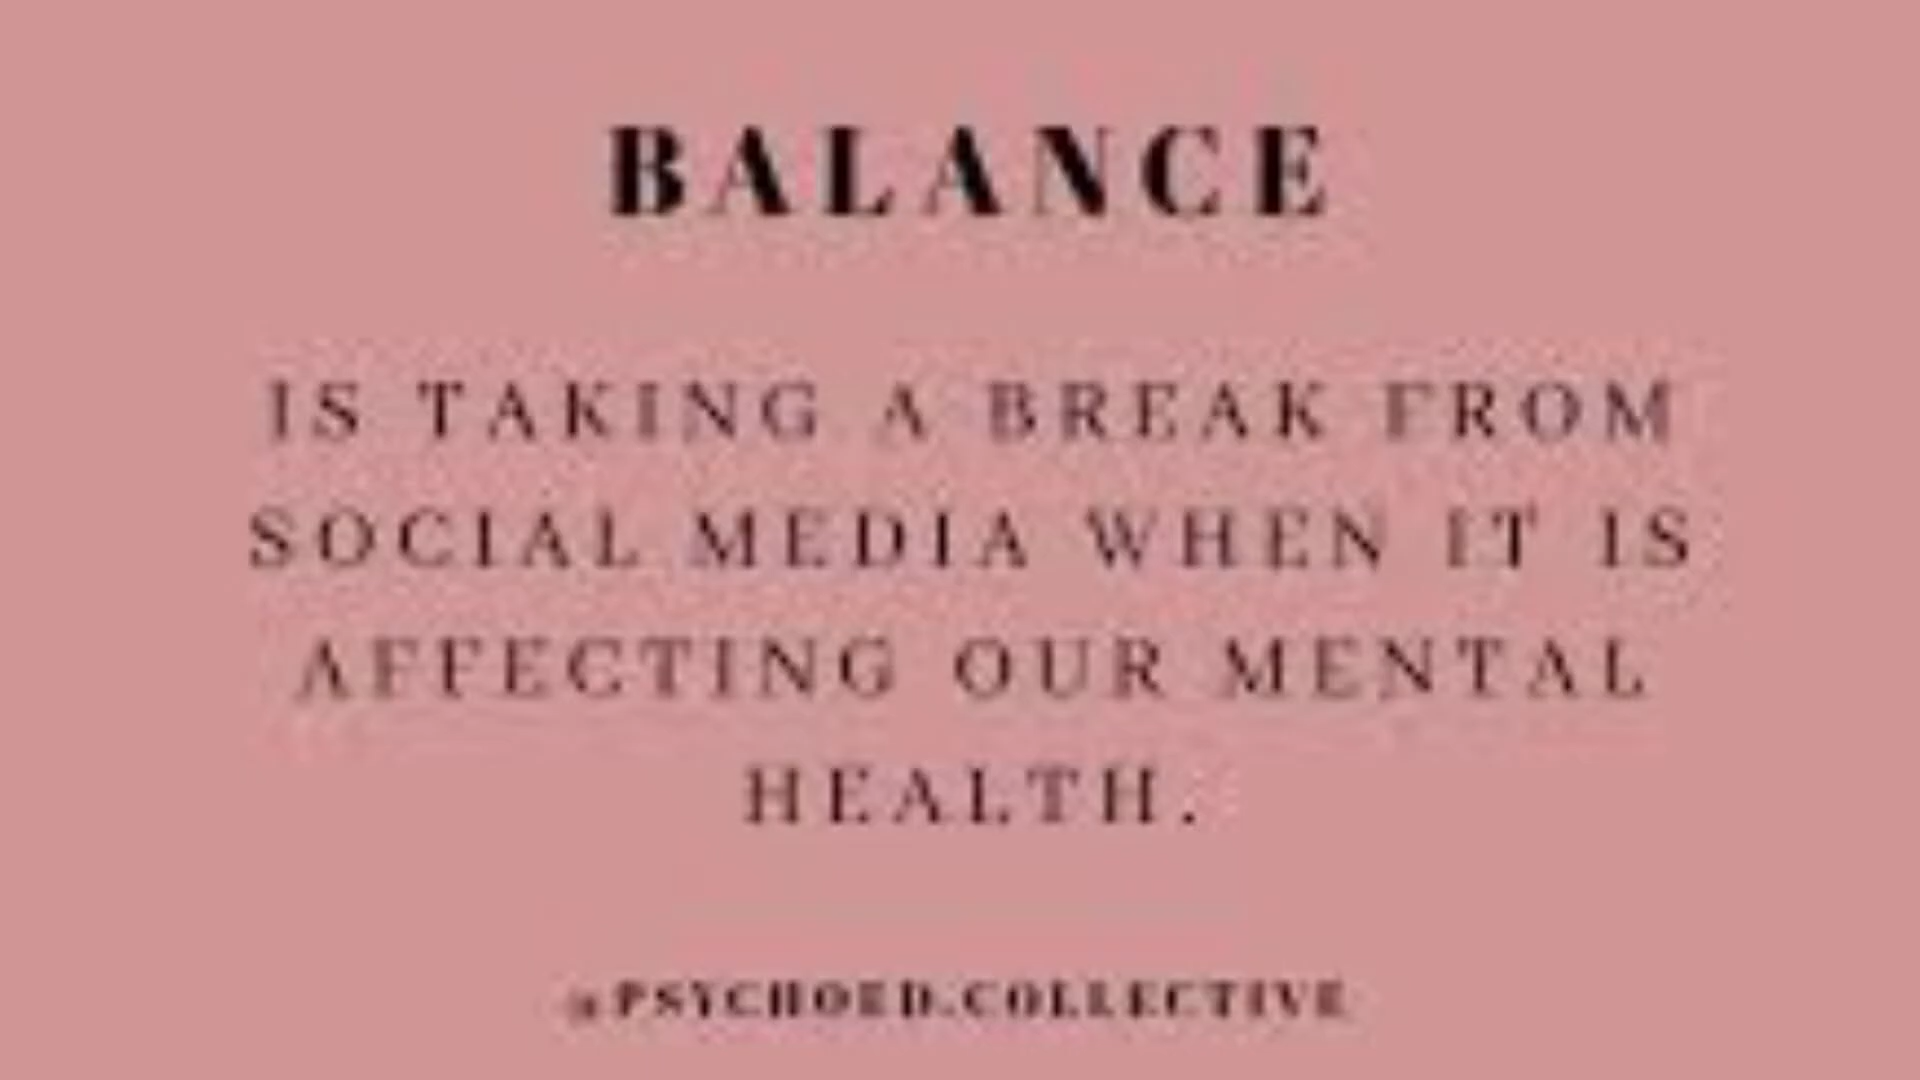 BALANCE
IS TAKING A BREAK FROM
SOCIAL MEDIA WHEN IT IS
AFFECTING OUR MENTAL
HEALTH.
@PSYCHOED.COLLECTIVE